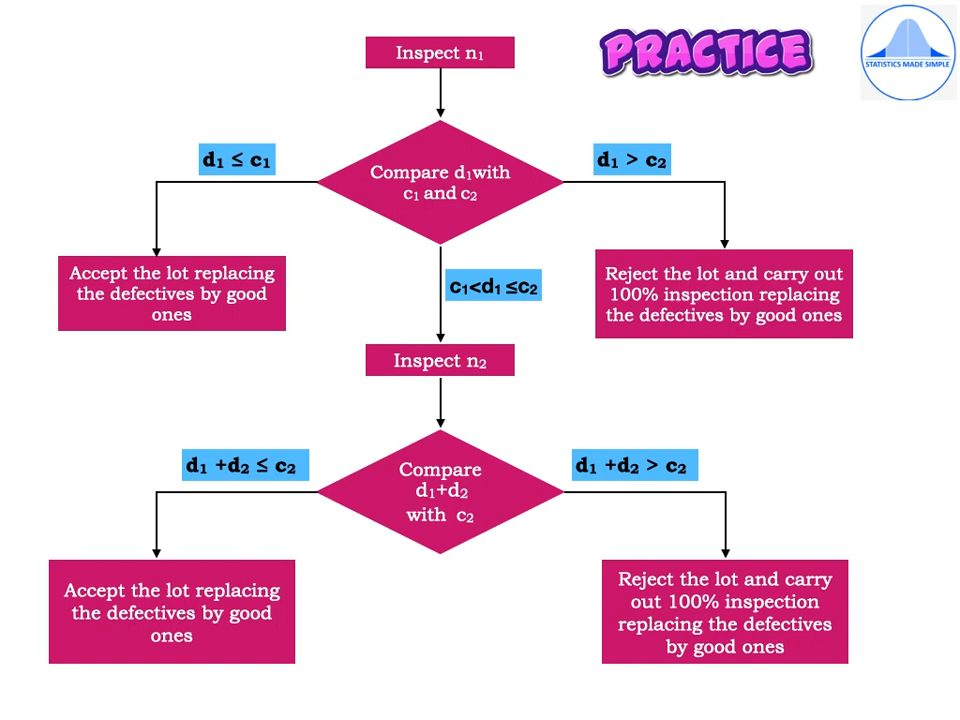 Inspect n₁
PRACTICE
STATISTICS MADE SIMPLE
d₁ ≤ c₁
d₁ > c₂
Compare d₁with
c₁ and c₂
Accept the lot replacing
the defectives by good
ones
c₁<d₁ ≤c₂
Reject the lot and carry out
100% inspection replacing
the defectives by good ones
Inspect n₂
d₁ +d₂ ≤ c₂
d₁ +d₂ > c₂
Compare
d₁+d₂
with c₂
Accept the lot replacing
the defectives by good
ones
Reject the lot and carry
out 100% inspection
replacing the defectives
by good ones